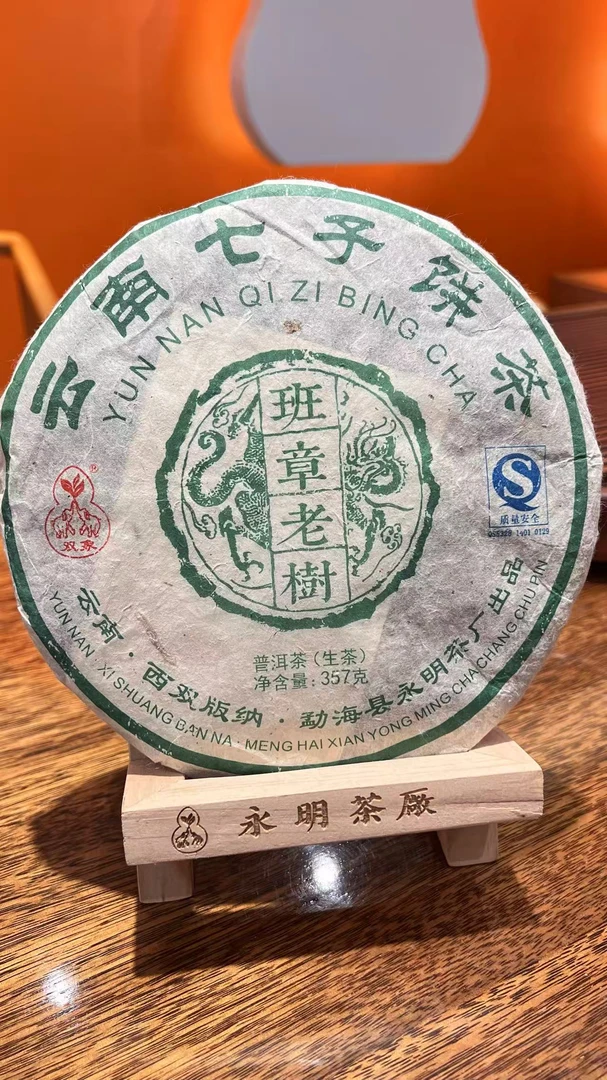 云南七子饼茶
YUN NAN QI ZI BING CHA
班章老樹
®
双象
质量安全
普洱茶（生茶）
净含量：357克
云南·西双版纳·勐海县永明茶厂出品
YUN NAN · XI SHUANG BAN NA · MENG HAI XIAN YONG MING CHA CHANG CHU PIN
永明茶廠